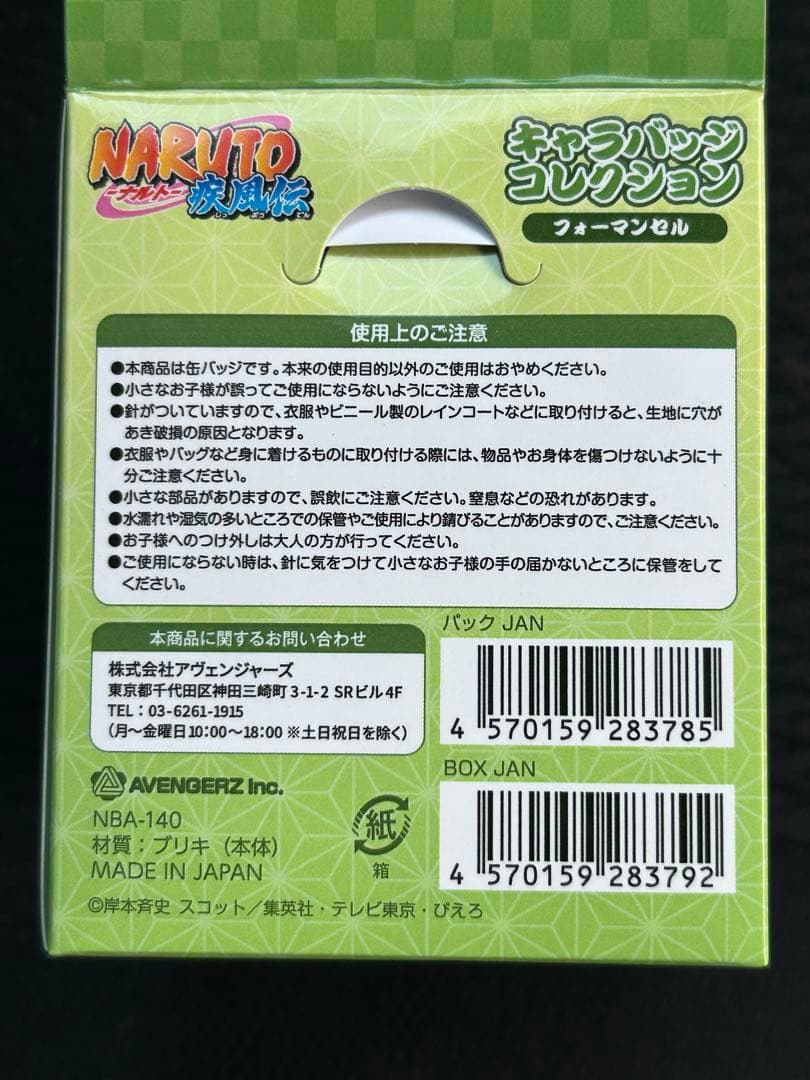 NARUTO
ーナルトー
疾風伝
しっ ぷう でん
キャラバッジ
コレクション
フォーマンセル
使用上のご注意
●本商品は缶バッジです。本来の使用目的以外のご使用はおやめください。
●小さなお子様が誤ってご使用にならないようにご注意ください。
●針がついていますので、衣服やビニール製のレインコートなどに取り付けると、生地に穴が
あき破損の原因となります。
●衣服やバッグなど身に着けるものに取り付ける際には、物品やお身体を傷つけないように十
分ご注意ください。
●小さな部品がありますので、誤飲にご注意ください。窒息などの恐れがあります。
●水濡れや湿気の多いところでの保管やご使用により錆びることがありますので、ご注意ください。
●お子様へのつけ外しは大人の方が行ってください。
●ご使用にならない時は、針に気をつけて小さなお子様の手の届かないところに保管をして
ください。
本商品に関するお問い合わせ
株式会社アヴェンジャーズ
東京都千代田区神田三崎町 3-1-2 SRビル4F
TEL：03-6261-1915
（月〜金曜日10:00〜18:00 ※土日祝日を除く）
パック JAN
4 570159 283785
BOX JAN
4 570159 283792
AVENGERZ Inc.
NBA-140
材質：ブリキ（本体）
MADE IN JAPAN
紙
箱
©岸本斉史 スコット／集英社・テレビ東京・ぴえろ